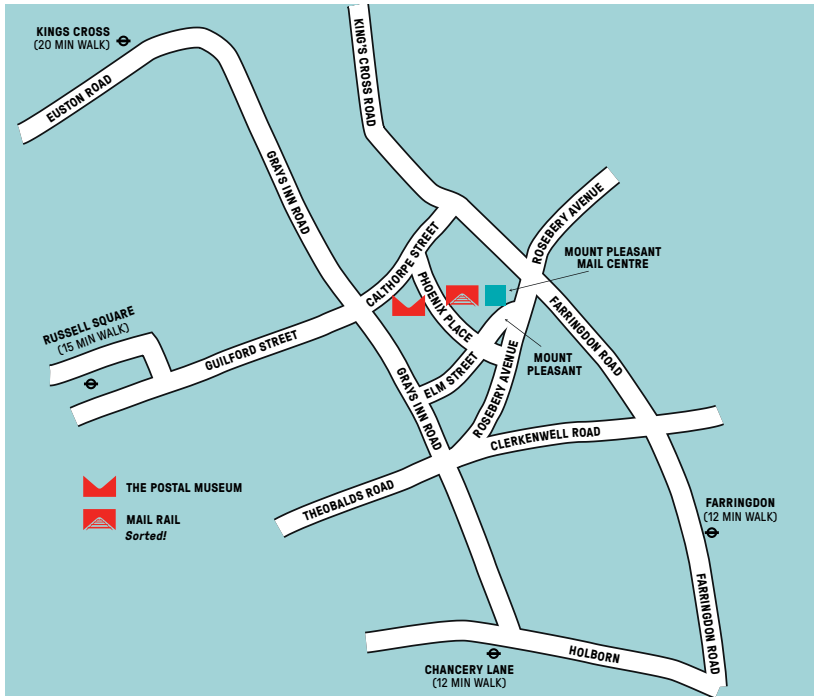 KINGS CROSS
(20 MIN WALK)
EUSTON ROAD
KING'S CROSS ROAD
GRAYS INN ROAD
ROSEBERY AVENUE
CALTHORPE STREET
MOUNT PLEASANT
MAIL CENTRE
PHOENIX PLACE
RUSSELL SQUARE
(15 MIN WALK)
GUILFORD STREET
FARRINGDON ROAD
MOUNT
PLEASANT
ELM STREET
GRAYS INN ROAD
ROSEBERY AVENUE
CLERKENWELL ROAD
THEOBALDS ROAD
THE POSTAL MUSEUM
MAIL RAIL
Sorted!
FARRINGDON
(12 MIN WALK)
FARRINGDON ROAD
HOLBORN
CHANCERY LANE
(12 MIN WALK)